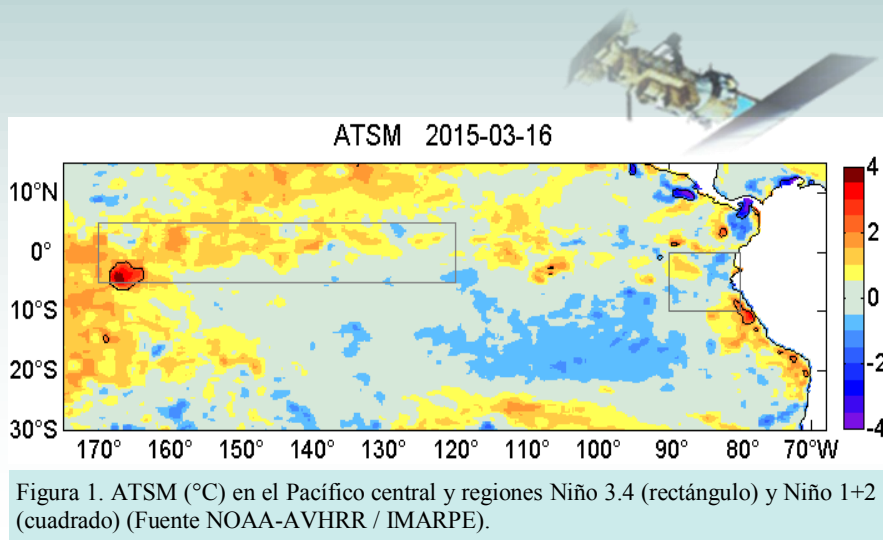 ATSM 2015-03-16
10°N
0°
10°S
20°S
30°S
170° 160° 150° 140° 130° 120° 110° 100° 90° 80° 70°W
4
2
0
-2
-4
Figura 1. ATSM (°C) en el Pacífico central y regiones Niño 3.4 (rectángulo) y Niño 1+2
(cuadrado) (Fuente NOAA-AVHRR / IMARPE).